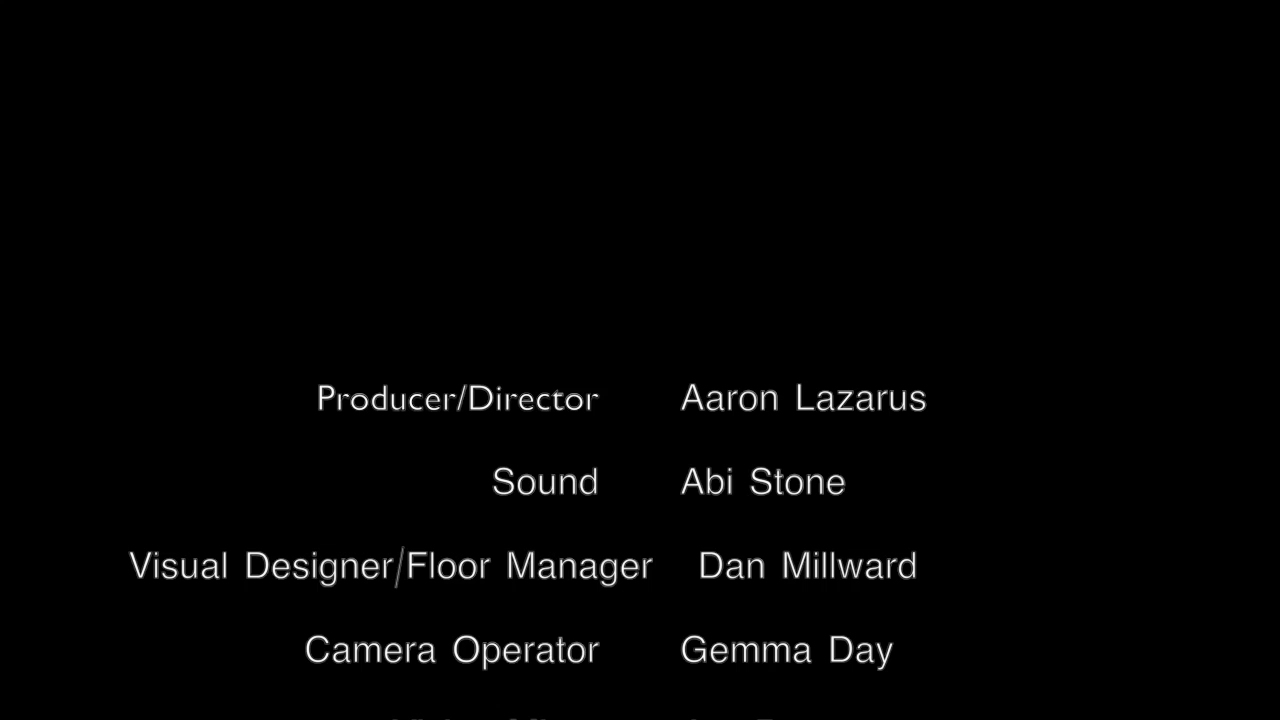 Producer/Director Aaron Lazarus
Sound Abi Stone
Visual Designer/Floor Manager Dan Millward
Camera Operator Gemma Day